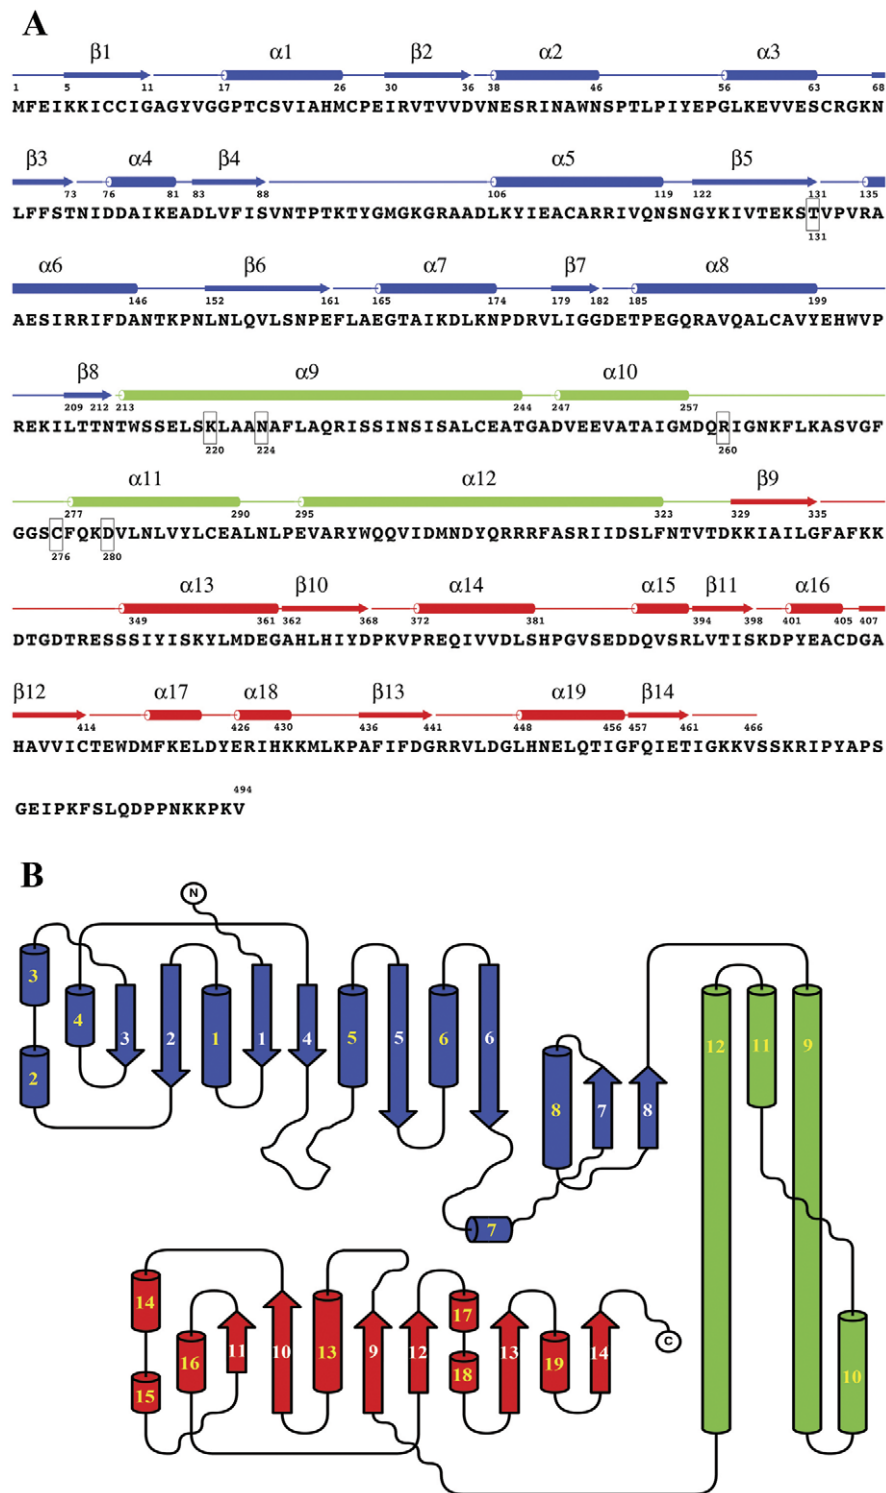 A
β1 α1 β2 α2 α3
1 5 11 17 26 30 36 38 46 56 63 68
MFEIKKICCIGAGYVGGPTCSVIAHMCPEIRVTVVDVNESRINAWNSPTLPIYEPGLKEVVESCRGKN
β3 α4 β4 α5 β5
73 76 81 83 88 106 119 122 131 135
LFFSTNIDDAIKEADLVFISVNTPTKTYGMGKGRAADLKYIEACARRIVQNSNGYKIVTEKSTVPVRA
131
α6 β6 α7 β7 α8
146 152 161 165 174 179 182 185 199
AESIRRIFDANTKPNLNLQVLSNPEFLAEGTAIKDLKNPDRVLIGGDETPEGQRAVQALCAVYEHWVP
β8 α9 α10
209 212 213 244 247 257
REKILTTNTWSSELSKLAANAFLAQRISSINSISALCEATGADVEEVATAIGMDQRIGNKFLKASVGF
220 224 260
α11 α12 β9
277 290 295 323 329 335
GGSCFQKDVLNLVYLCEALNLPEVARYWQQVIDMNDYQRRRFASRIIDSLFNTVTDKKIAILGFAFKK
276 280
α13 β10 α14 α15 β11 α16
349 361 362 368 372 381 394 398 401 405 407
DTGDTRESSSIYISKYLMDEGAHLHIYDPKVPREQIVVDLSHPGVSEDDQVSRLVTISKDPYEACDGA
β12 α17 α18 β13 α19 β14
414 426 430 436 441 448 456 457 461 466
HAVVICTEWDMFKELDYERIHKKMLKPAFIFDGRRVLDGLHNELQTIGFQIETIGKKVSSKRIPYAPS
494
GEIPKFSLQDPPNKKPKV
B
N
3 4 3 2 1 1 4 5 5 6 6 12 11 9
2 8 7 8
7
14 17 C
16 11 10 13 9 12 13 19 14 10
15 18